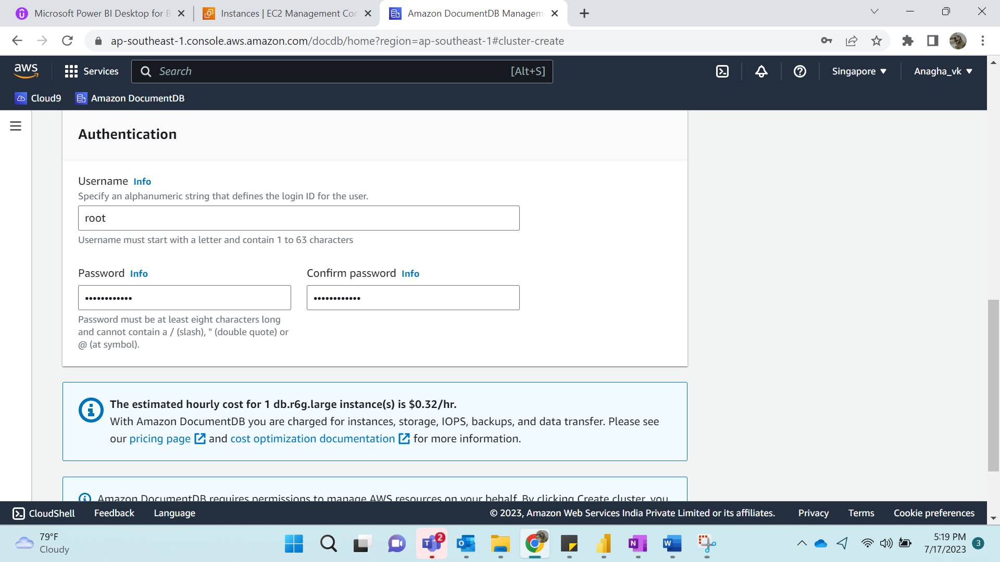 Microsoft Power BI Desktop for B
Instances | EC2 Management Con
Amazon DocumentDB Managem
ap-southeast-1.console.aws.amazon.com/docdb/home?region=ap-southeast-1#cluster-create
aws
Services
Search
[Alt+S]
Singapore
Anagha_vk
Cloud9
Amazon DocumentDB
Authentication
Username Info
Specify an alphanumeric string that defines the login ID for the user.
root
Username must start with a letter and contain 1 to 63 characters
Password Info
Confirm password Info
••••••••••••
••••••••••••
Password must be at least eight characters long
and cannot contain a / (slash), " (double quote) or
@ (at symbol).
The estimated hourly cost for 1 db.r6g.large instance(s) is $0.32/hr.
With Amazon DocumentDB you are charged for instances, storage, IOPS, backups, and data transfer. Please see
our pricing page and cost optimization documentation for more information.
Amazon DocumentDB requires permissions to manage AWS resources on your behalf. By clicking Create cluster, you
CloudShell
Feedback
Language
© 2023, Amazon Web Services India Private Limited or its affiliates.
Privacy
Terms
Cookie preferences
79°F
Cloudy
2
5:19 PM
7/17/2023
3